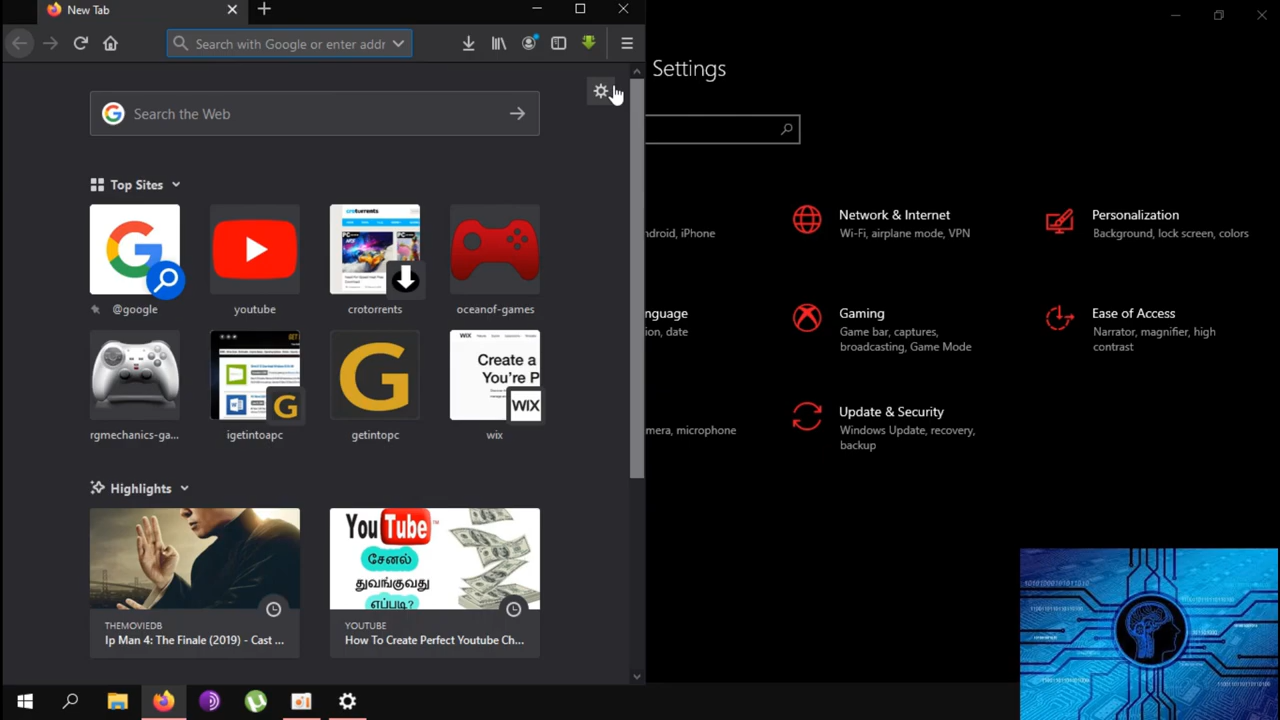 New Tab
Search with Google or enter addr
Search the Web
Top Sites
@google
youtube
crotorrents
oceanof-games
rgmechanics-ga...
igetintoapc
getintopc
WIX
Create a
You're P
WIX
wix
Highlights
THEMOVIEDB
Ip Man 4: The Finale (2019) - Cast ...
You Tube
சேனல்
துவங்குவது
எப்படி?
YOUTUBE
How To Create Perfect Youtube Ch...
Settings
ndroid, iPhone
Network & Internet
Wi-Fi, airplane mode, VPN
Personalization
Background, lock screen, colors
nguage
ion, date
Gaming
Game bar, captures,
broadcasting, Game Mode
Ease of Access
Narrator, magnifier, high
contrast
mera, microphone
Update & Security
Windows Update, recovery,
backup